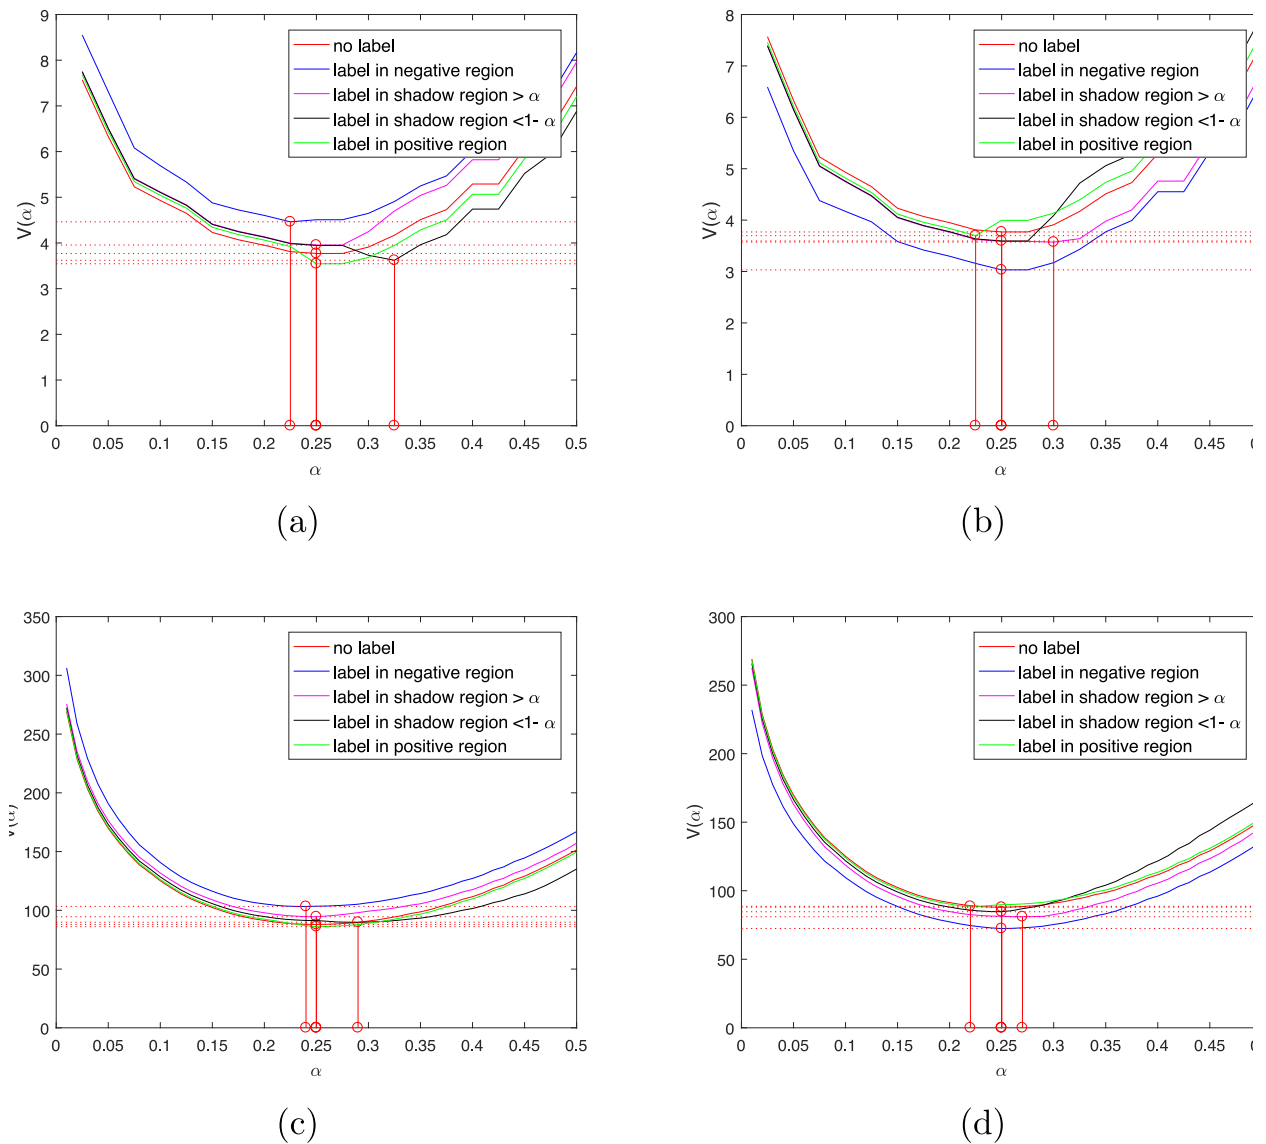 9
8
7
6
5
4
3
2
1
0
V(α)
no label
label in negative region
label in shadow region > α
label in shadow region <1- α
label in positive region
0 0.05 0.1 0.15 0.2 0.25 0.3 0.35 0.4 0.45 0.5
α
(a)
8
7
6
5
4
3
2
1
0
V(α)
no label
label in negative region
label in shadow region > α
label in shadow region <1- α
label in positive region
0 0.05 0.1 0.15 0.2 0.25 0.3 0.35 0.4 0.45
α
(b)
350
300
250
200
150
100
50
0
V(α)
no label
label in negative region
label in shadow region > α
label in shadow region <1- α
label in positive region
0 0.05 0.1 0.15 0.2 0.25 0.3 0.35 0.4 0.45 0.5
α
(c)
300
250
200
150
100
50
0
V(α)
no label
label in negative region
label in shadow region > α
label in shadow region <1- α
label in positive region
0 0.05 0.1 0.15 0.2 0.25 0.3 0.35 0.4 0.45
α
(d)